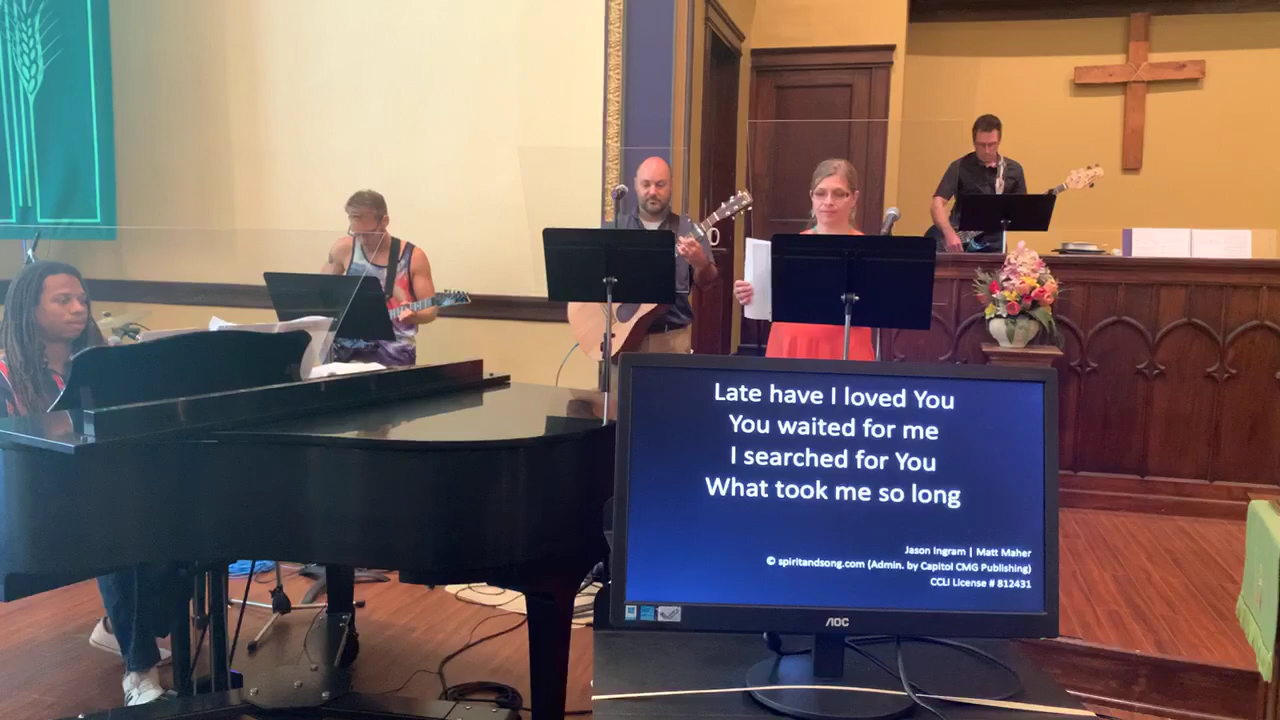 Late have I loved You
You waited for me
I searched for You
What took me so long
Jason Ingram | Matt Maher
© spiritandsong.com (Admin. by Capitol CMG Publishing)
CCLI License # 812431
AOC